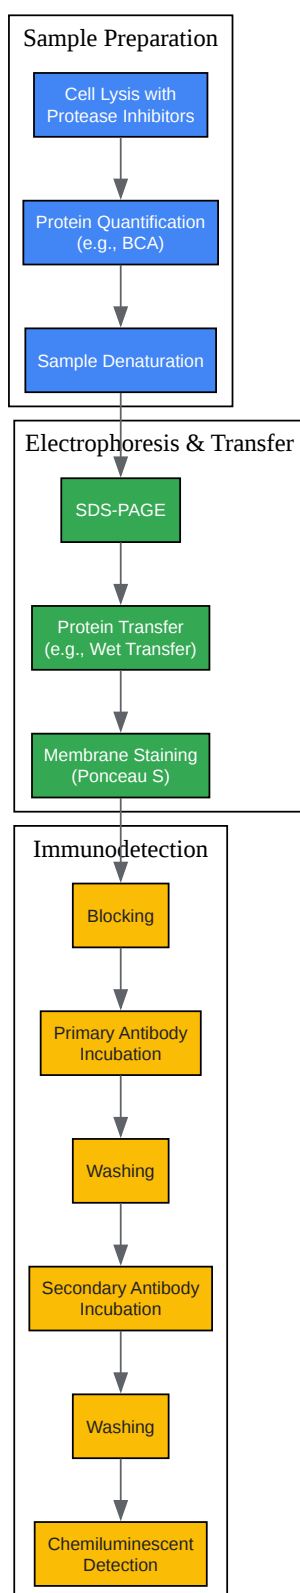 Sample Preparation
Cell Lysis with
Protease Inhibitors
Protein Quantification
(e.g., BCA)
Sample Denaturation
Electrophoresis & Transfer
SDS-PAGE
Protein Transfer
(e.g., Wet Transfer)
Membrane Staining
(Ponceau S)
Immunodetection
Blocking
Primary Antibody
Incubation
Washing
Secondary Antibody
Incubation
Washing
Chemiluminescent
Detection